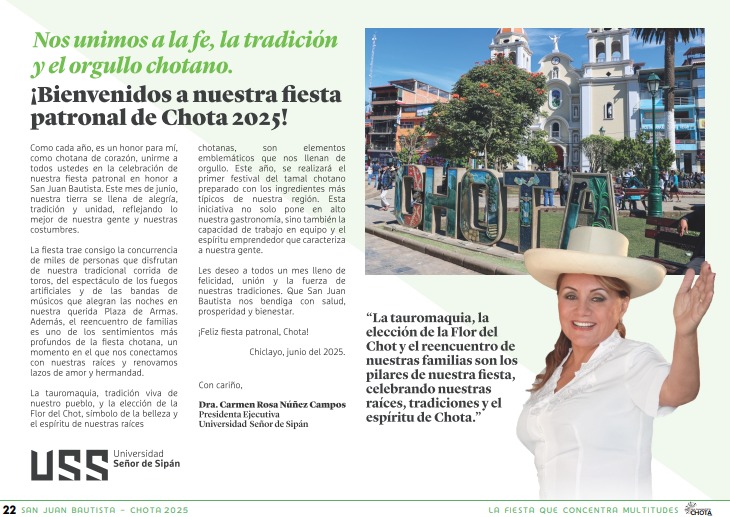 Nos unimos a la fe, la tradición
y el orgullo chotano.
¡Bienvenidos a nuestra fiesta
patronal de Chota 2025!
Como cada año, es un honor para mí,
como chotana de corazón, unirme a
todos ustedes en la celebración de
nuestra fiesta patronal en honor a
San Juan Bautista. Este mes de junio,
nuestra tierra se llena de alegría,
tradición y unidad, reflejando lo
mejor de nuestra gente y nuestras
costumbres.
La fiesta trae consigo la concurrencia
de miles de personas que disfrutan
de nuestra tradicional corrida de
toros, del espectáculo de los fuegos
artificiales y de las bandas de
músicos que alegran las noches en
nuestra querida Plaza de Armas.
Además, el reencuentro de familias
es uno de los sentimientos más
profundos de la fiesta chotana, un
momento en el que nos conectamos
con nuestras raíces y renovamos
lazos de amor y hermandad.
La tauromaquia, tradición viva de
nuestro pueblo, y la elección de la
Flor del Chot, símbolo de la belleza y
el espíritu de nuestras raíces
chotanas, son elementos
emblemáticos que nos llenan de
orgullo. Este año, se realizará el
primer festival del tamal chotano
preparado con los ingredientes más
típicos de nuestra región. Esta
iniciativa no solo pone en alto
nuestra gastronomía, sino también la
capacidad de trabajo en equipo y el
espíritu emprendedor que caracteriza
a nuestra gente.
Les deseo a todos un mes lleno de
felicidad, unión y la fuerza de
nuestras tradiciones. Que San Juan
Bautista nos bendiga con salud,
prosperidad y bienestar.
¡Feliz fiesta patronal, Chota!
Chiclayo, junio del 2025.
Con cariño,
Dra. Carmen Rosa Núñez Campos
Presidenta Ejecutiva
Universidad Señor de Sipán
USS Universidad
Señor de Sipán
CHOTA
“La tauromaquia, la
elección de la Flor del
Chot y el reencuentro de
nuestras familias son los
pilares de nuestra fiesta,
celebrando nuestras
raíces, tradiciones y el
espíritu de Chota.”
22 SAN JUAN BAUTISTA - CHOTA 2025
LA FIESTA QUE CONCENTRA MULTITUDES
CHOTA